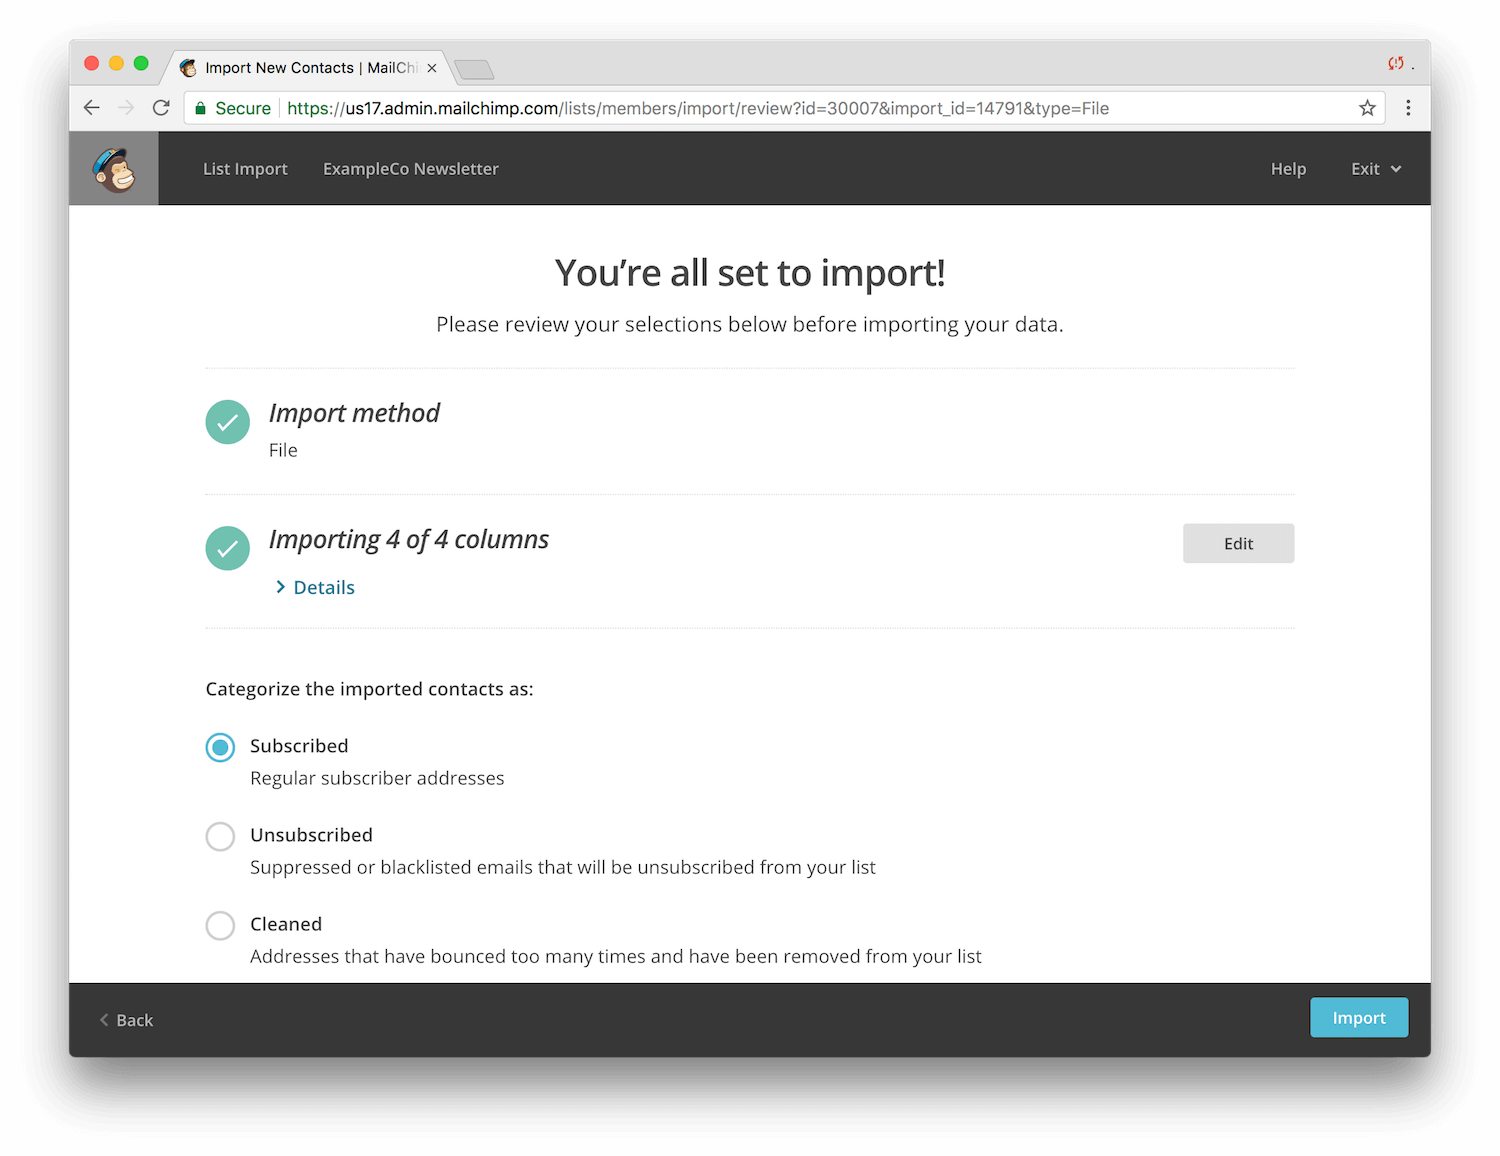 Import New Contacts | MailChi
Secure https://us17.admin.mailchimp.com/lists/members/import/review?id=30007&import_id=14791&type=File
List Import ExampleCo Newsletter Help Exit
You’re all set to import!
Please review your selections below before importing your data.
Import method
File
Importing 4 of 4 columns
Edit
Details
Categorize the imported contacts as:
Subscribed
Regular subscriber addresses
Unsubscribed
Suppressed or blacklisted emails that will be unsubscribed from your list
Cleaned
Addresses that have bounced too many times and have been removed from your list
Back
Import